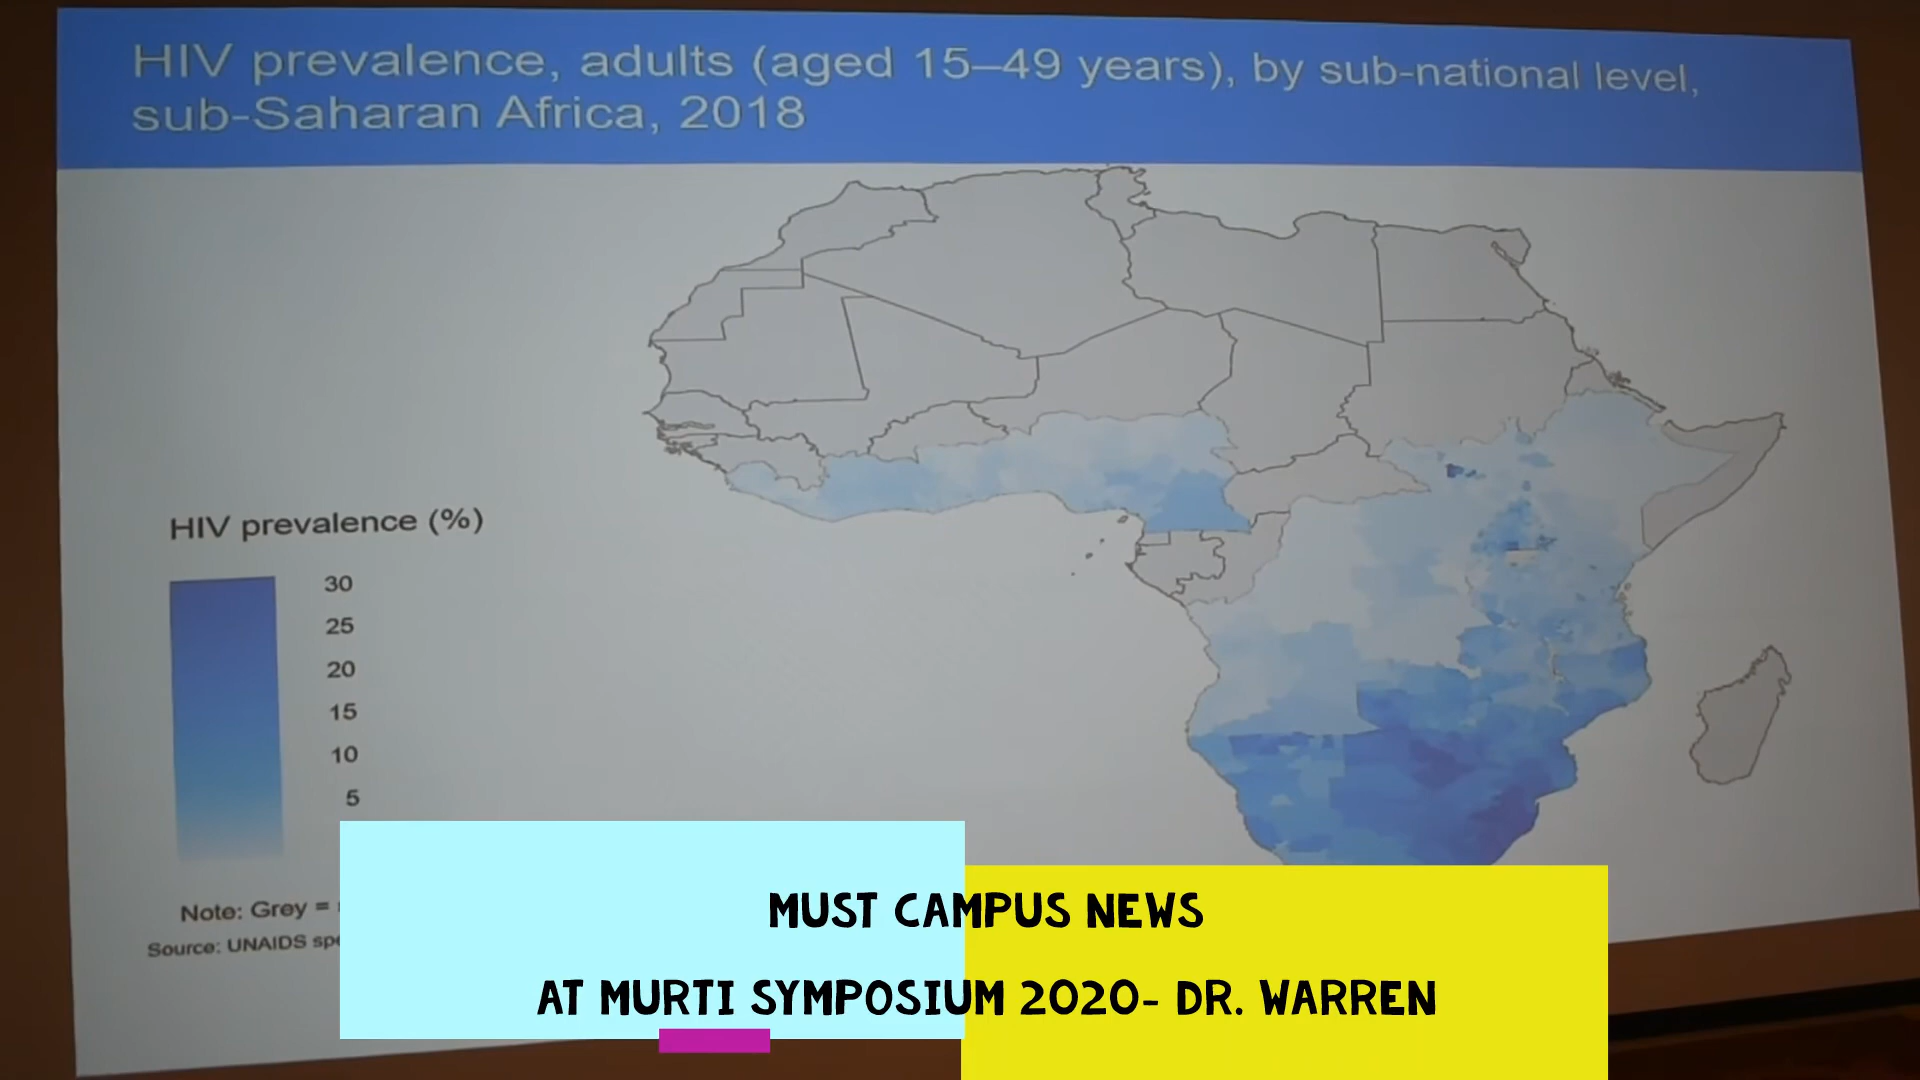 HIV prevalence, adults (aged 15–49 years), by sub-national level,
sub-Saharan Africa, 2018
HIV prevalence (%)
30
25
20
15
10
5
Note: Grey =
Source: UNAIDS
MUST CAMPUS NEWS
AT MURTI SYMPOSIUM 2020- DR. WARREN